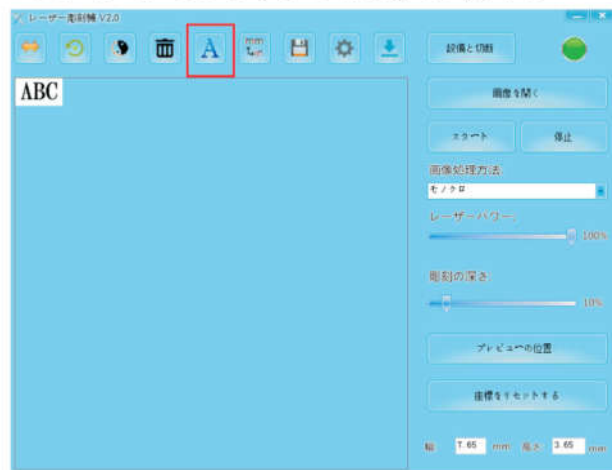 レーザー彫刻機 V2.0
A
mm
設備と切断
ABC
画像を開く
スタート
停止
画像処理方法:
モノクロ
レーザーパワー:
100%
彫刻の深さ:
10%
プレビューの位置
座標をリセットする
幅: 7.65 mm 高さ: 3.65 mm